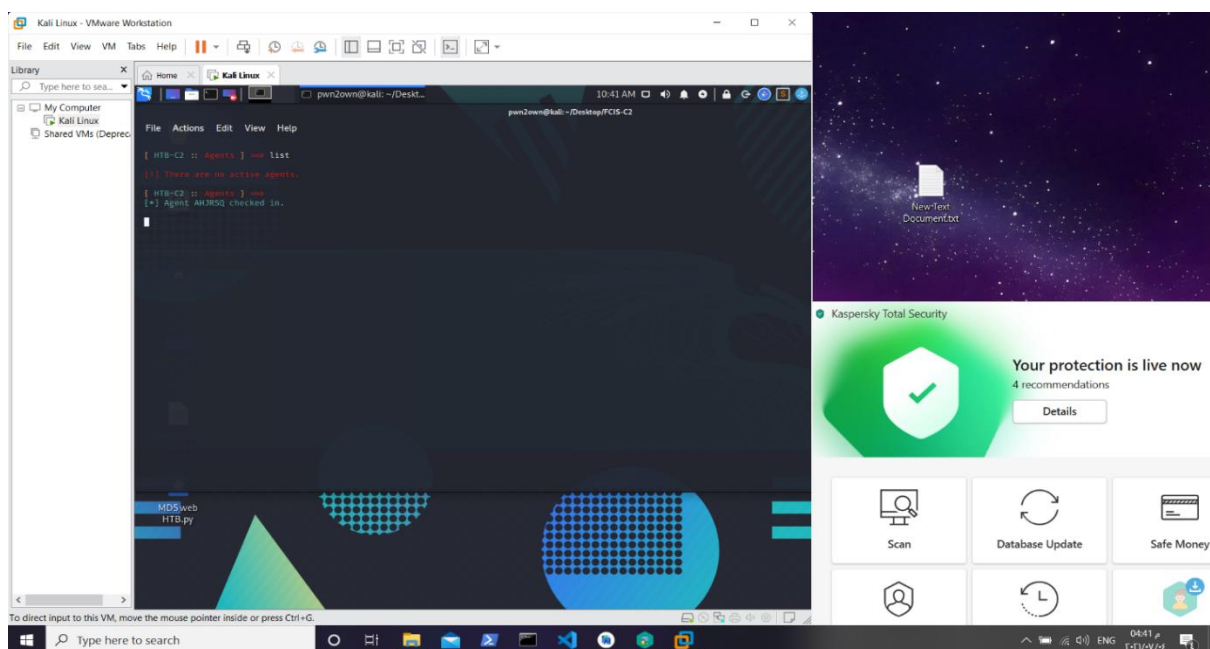 Kali Linux - VMware Workstation
File Edit View VM Tabs Help
Library
Type here to sea...
My Computer
Kali Linux
Shared VMs (Deprec
Home
Kali Linux
pwn2own@kali: ~/Deskt...
10:41 AM
pwn2own@kali: ~/Desktop/FCIS-C2
File Actions Edit View Help
[ HTB-C2 :: Agents ] ==> list
[!] There are no active agents.
[ HTB-C2 :: Agents ] ==>
[*] Agent AHJRSQ checked in.
MD5 web
HTB.py
To direct input to this VM, move the mouse pointer inside or press Ctrl+G.
New Text
Document.txt
Kaspersky Total Security
Your protection is live now
4 recommendations
Details
Scan
Database Update
Safe Money
Type here to search
ENG
04:41 م